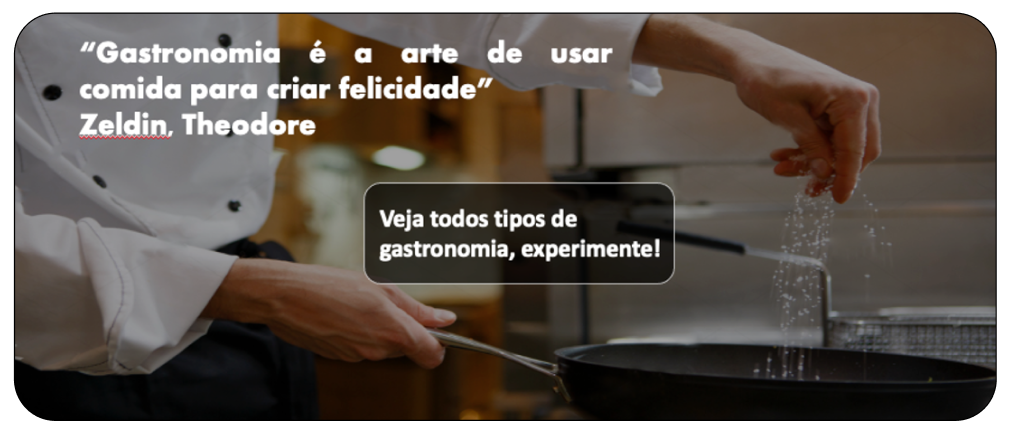 “Gastronomia é a arte de usar
comida para criar felicidade”
Zeldin, Theodore
Veja todos tipos de
gastronomia, experimente!